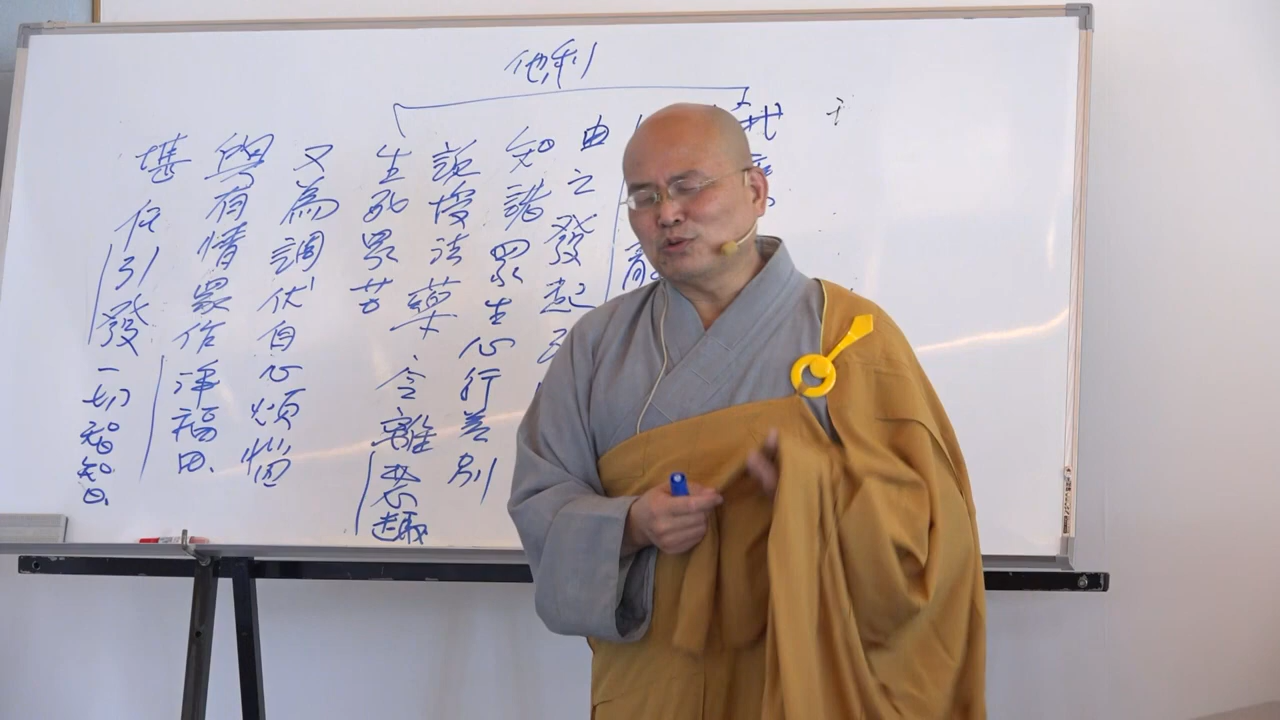 他利
我
能
由之發起
知諸眾生心行差別
說授法藥令離惡趣
生死眾苦
又為調伏自心煩惱
與有情眾作淨福田.
堪任引發一切智智.